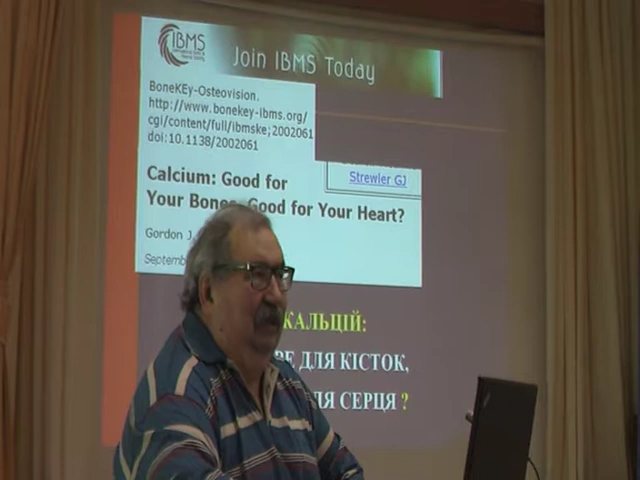 IBMS
Join IBMS Today
BoneKEy-Osteovision.
http://www.bonekey-ibms.org/
cgi/content/full/ibmske;2002061
doi:10.1138/2002061
Strewler GJ
Calcium: Good for
Your Bones, Good for Your Heart?
Gordon J.
КАЛЬЦІЙ:
ДЛЯ КІСТОК,
СЕРЦЯ ?